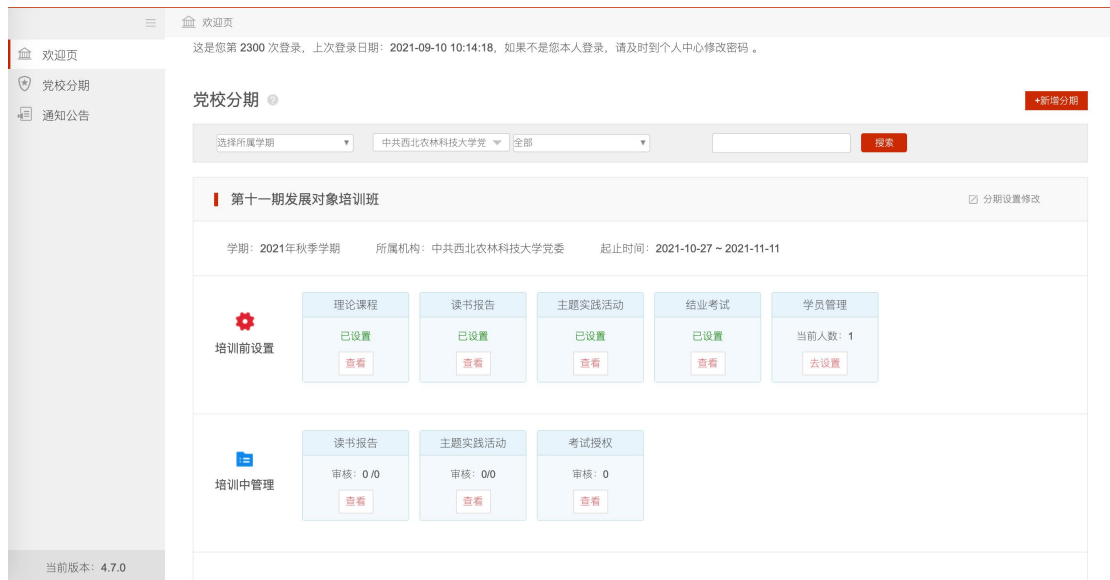 欢迎页
欢迎页
党校分期
通知公告
当前版本：4.7.0
这是您第 2300 次登录，上次登录日期：2021-09-10 10:14:18，如果不是您本人登录，请及时到个人中心修改密码 。
党校分期
+新增分期
选择所属学期 中共西北农林科技大学党 全部 搜索
第十一期发展对象培训班 分期设置修改
学期：2021年秋季学期 所属机构：中共西北农林科技大学党委 起止时间：2021-10-27 ~ 2021-11-11
培训前设置
理论课程 读书报告 主题实践活动 结业考试 学员管理
已设置 已设置 已设置 已设置 当前人数：1
查看 查看 查看 查看 去设置
培训中管理
读书报告 主题实践活动 考试授权
审核：0 /0 审核：0/0 审核：0
查看 查看 查看